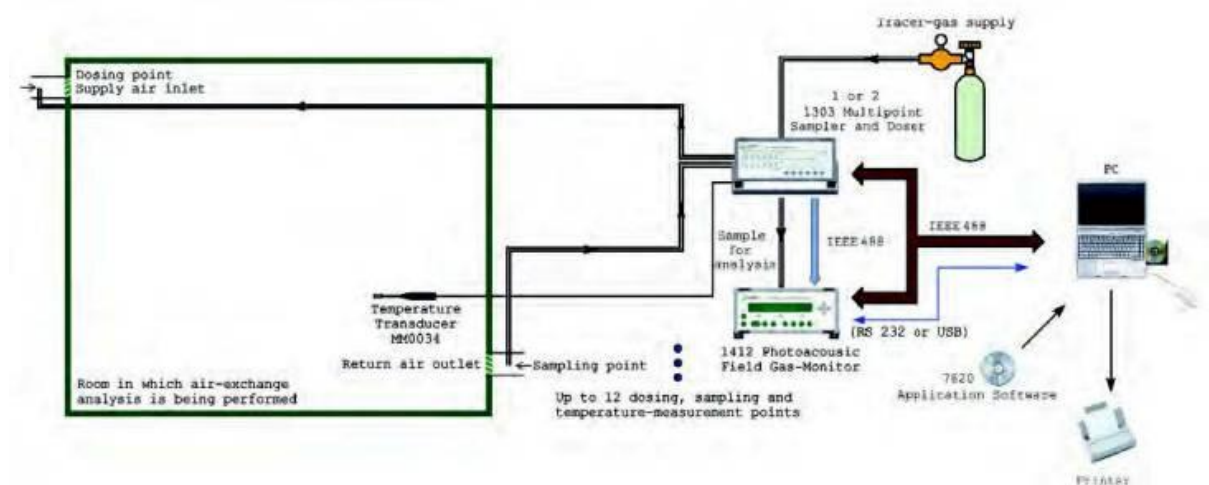 Tracer-gas supply
Dosing point
Supply air inlet
1 or 2
1303 Multipoint
Sampler and Doser
PC
IEEE 488
Sample
for
analysis
IEEE 488
Temperature
Transducer
MM0034
(RS 232 or USB)
Return air outlet
Sampling point
1412 Photoacousic
Field Gas-Monitor
7620
Application Software
Room in which air-exchange
analysis is being performed
Up to 12 dosing, sampling and
temperature-measurement points
Printer